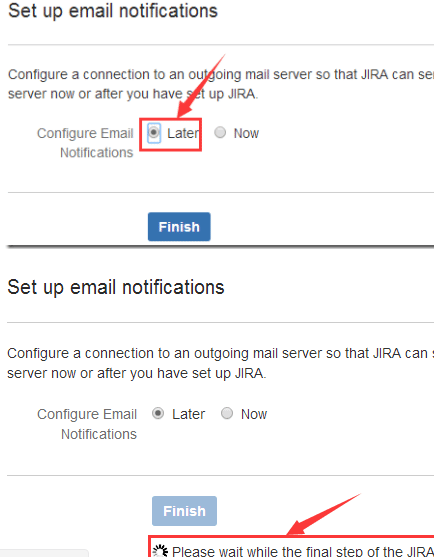 Set up email notifications
Configure a connection to an outgoing mail server so that JIRA can
server now or after you have set up JIRA.
Configure Email Later Now
Notifications
Finish
Set up email notifications
Configure a connection to an outgoing mail server so that JIRA can
server now or after you have set up JIRA.
Configure Email Later Now
Notifications
Finish
Please wait while the final step of the JIRA